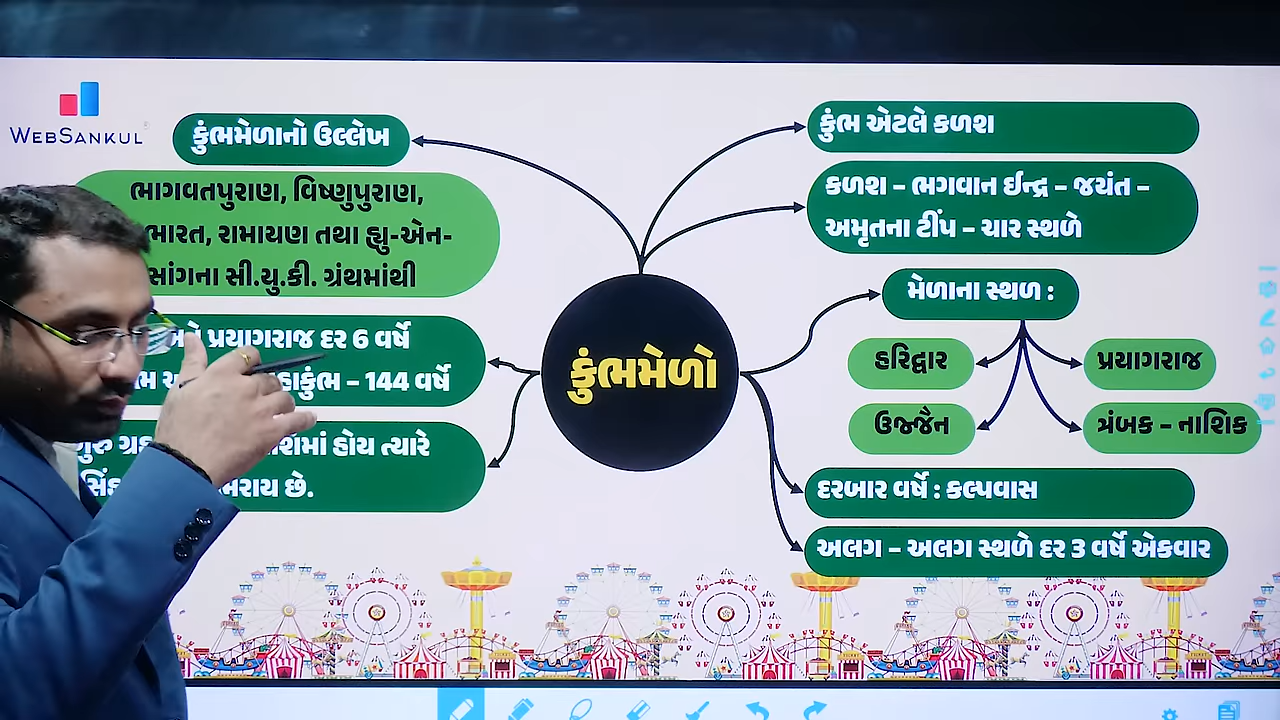 WEBSANKUL
કુંભમેળાનો ઉલ્લેખ
ભાગવતપુરાણ, વિષ્ણુપુરાણ,
ભારત, રામાયણ તથા હ્યુ-એન-
સાંગના સી.યુ.કી. ગ્રંથમાંથી
પ્રયાગરાજ દર 6 વર્ષે
– 144 વર્ષે
ગુરુ
હોય ત્યારે
છે.
કુંભમેળો
કુંભ એટલે કળશ
કળશ – ભગવાન ઈન્દ્ર – જયંત –
અમૃતના ટીંપ – ચાર સ્થળે
મેળાના સ્થળ :
હરિદ્વાર
પ્રયાગરાજ
ઉજ્જૈન
ત્રંબક – નાશિક
દરબાર વર્ષે : કલ્પવાસ
અલગ – અલગ સ્થળે દર 3 વર્ષે એકવાર